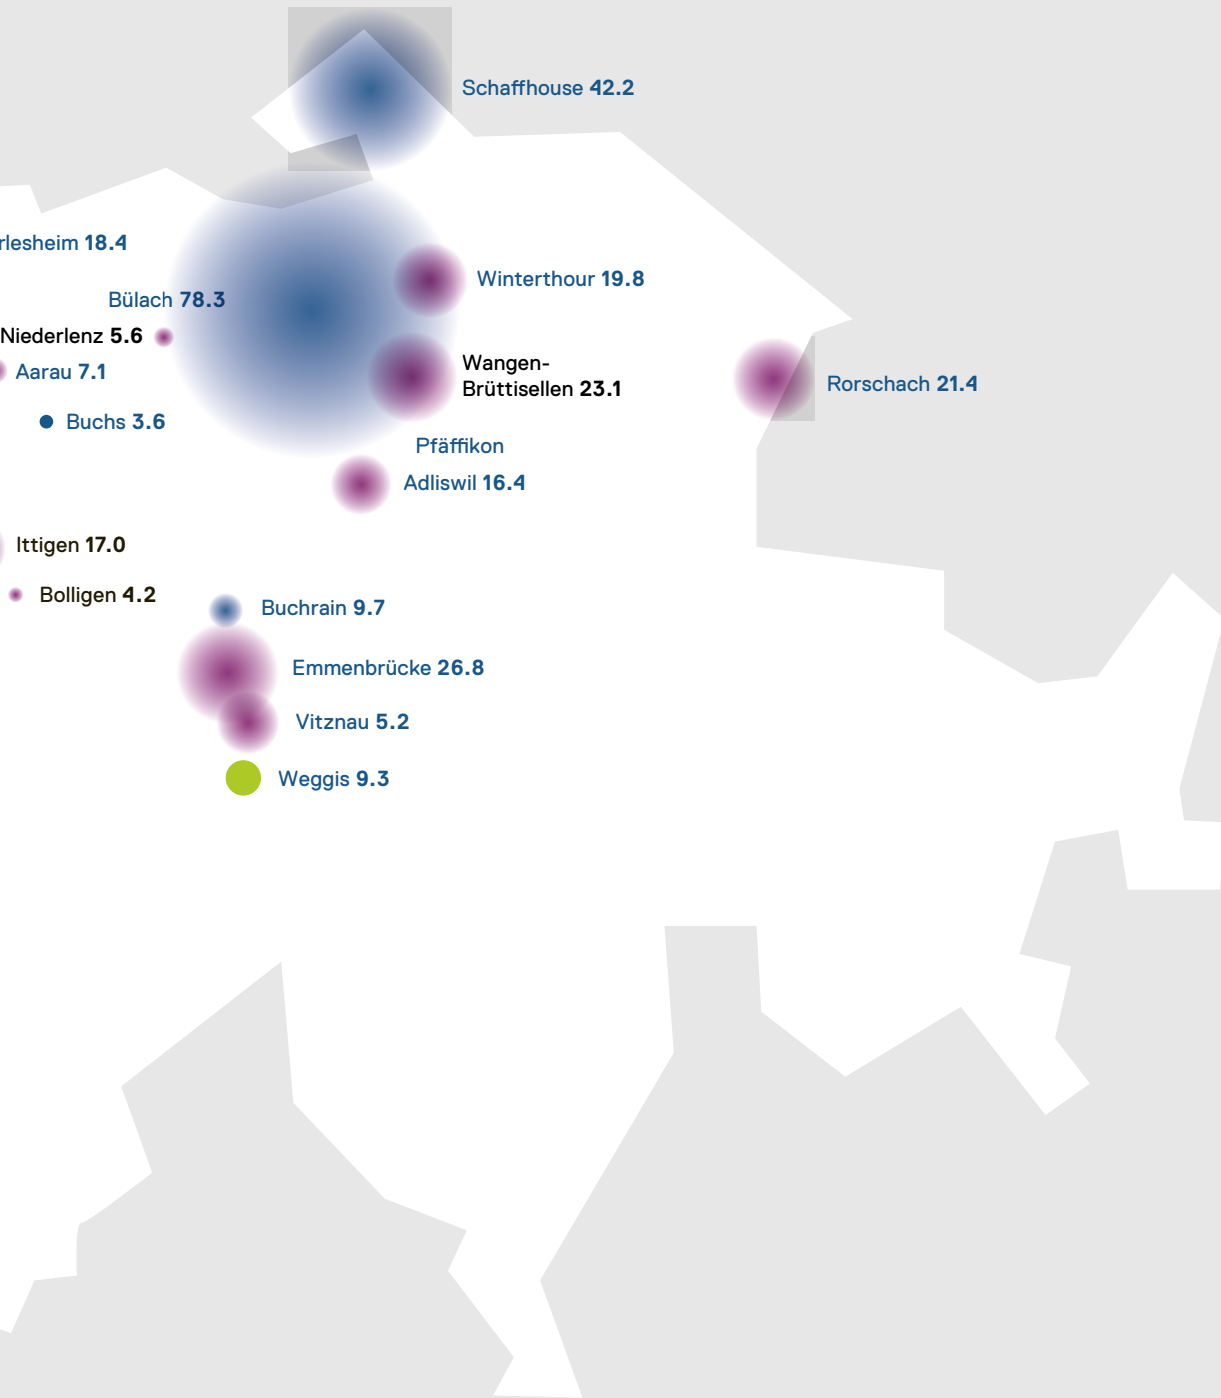 Schaffhouse 42.2
rlesheim 18.4
Winterthour 19.8
Bülach 78.3
Niederlenz 5.6
Wangen-
Brüttisellen 23.1
Aarau 7.1
Rorschach 21.4
Buchs 3.6
Pfäffikon
Adliswil 16.4
Ittigen 17.0
Bolligen 4.2
Buchrain 9.7
Emmenbrücke 26.8
Vitznau 5.2
Weggis 9.3